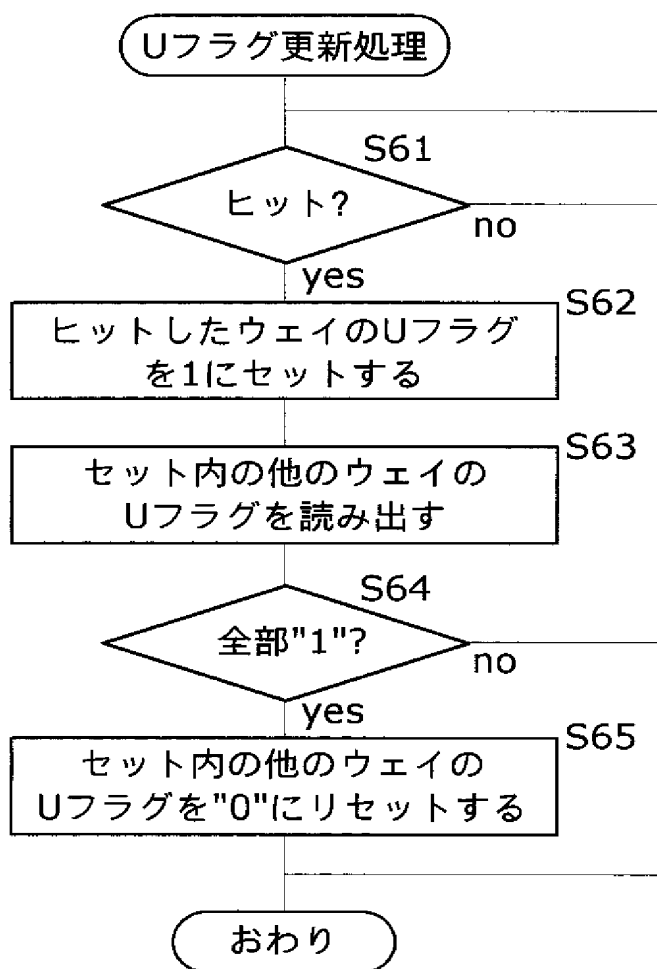 Uフラグ更新処理
S61
ヒット?
no
yes
S62
ヒットしたウェイのUフラグ
を1にセットする
S63
セット内の他のウェイの
Uフラグを読み出す
S64
全部"1"?
no
yes
S65
セット内の他のウェイの
Uフラグを"0"にリセットする
おわり